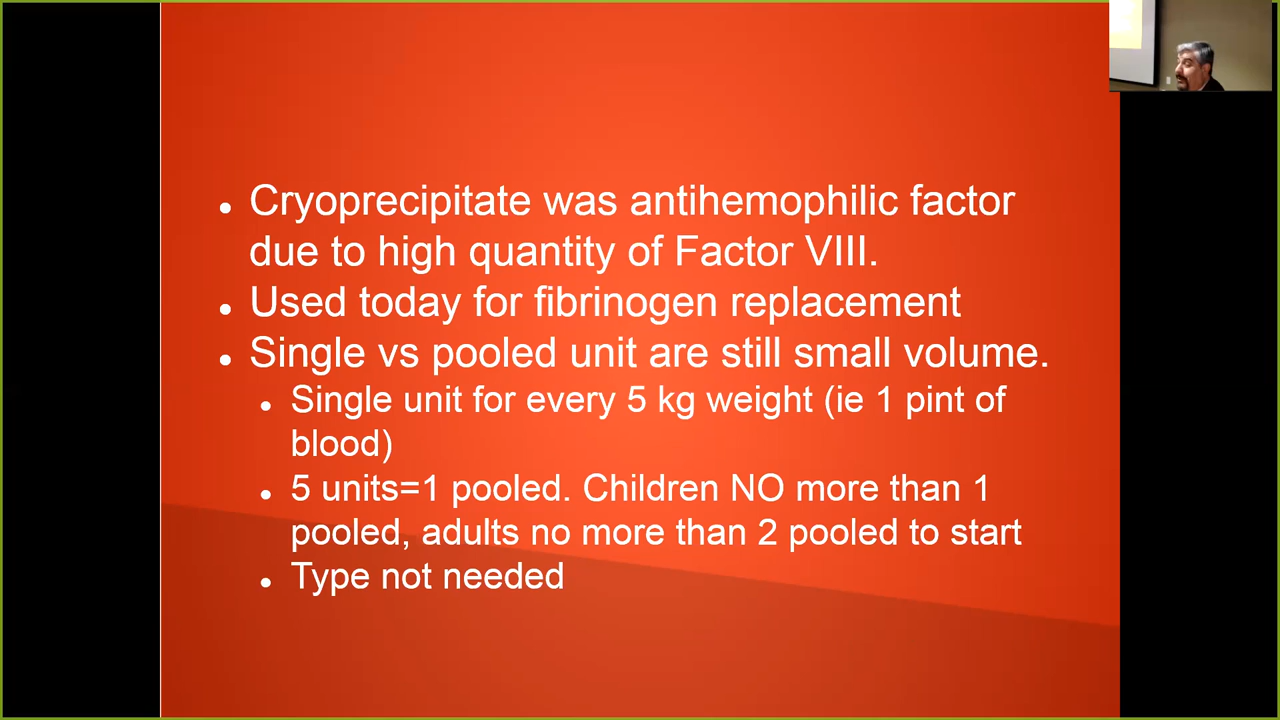 Cryoprecipitate was antihemophilic factor
due to high quantity of Factor VIII.
Used today for fibrinogen replacement
Single vs pooled unit are still small volume.
Single unit for every 5 kg weight (ie 1 pint of
blood)
5 units=1 pooled. Children NO more than 1
pooled, adults no more than 2 pooled to start
Type not needed